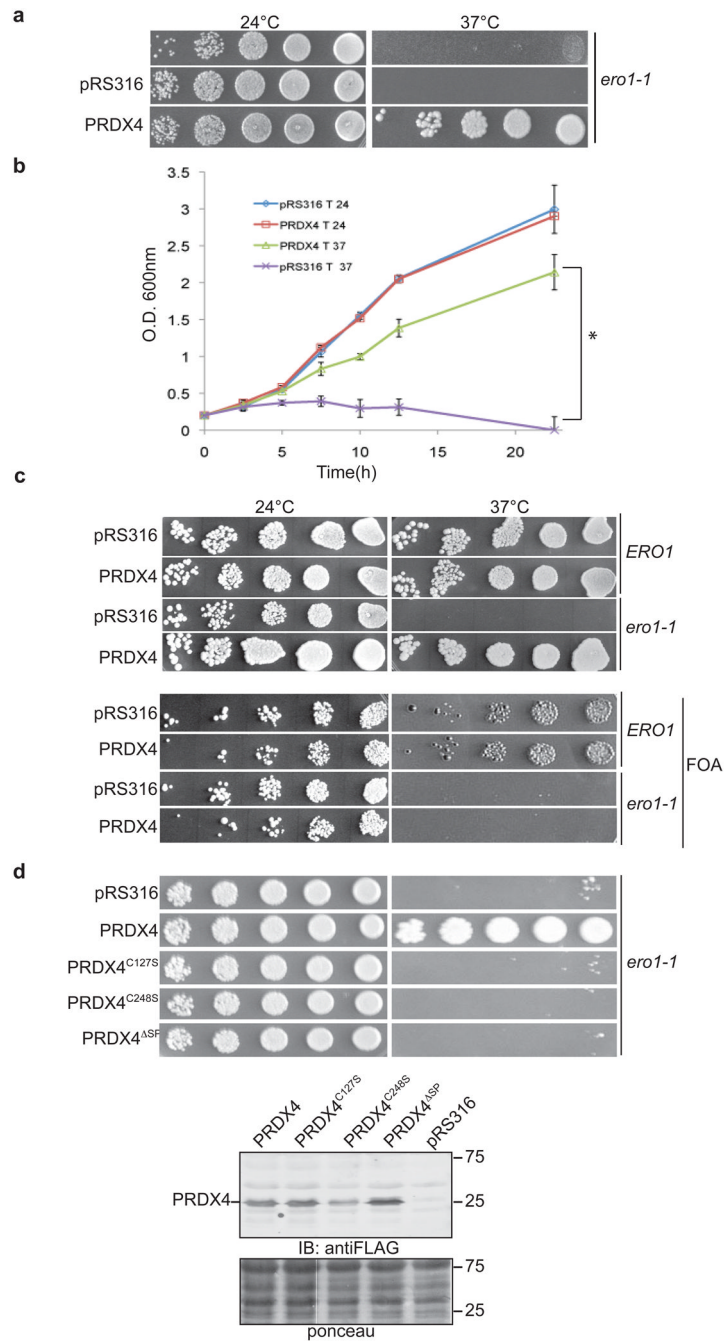 a
24°C 37°C
pRS316
PRDX4
ero1-1
b
3.5
3
2.5
2
1.5
1
0.5
0
O.D. 600nm
pRS316 T 24
PRDX4 T 24
PRDX4 T 37
pRS316 T 37
*
0 5 10 15 20
Time(h)
c
24°C 37°C
pRS316
PRDX4
ERO1
pRS316
PRDX4
ero1-1
pRS316
PRDX4
ERO1
pRS316
PRDX4
ero1-1
FOA
d
pRS316
PRDX4
PRDX4C127S
PRDX4C248S
PRDX4ΔSP
ero1-1
PRDX4 PRDX4C127S PRDX4C248S PRDX4ΔSP pRS316
75
PRDX4 25
IB: antiFLAG
75
25
ponceau